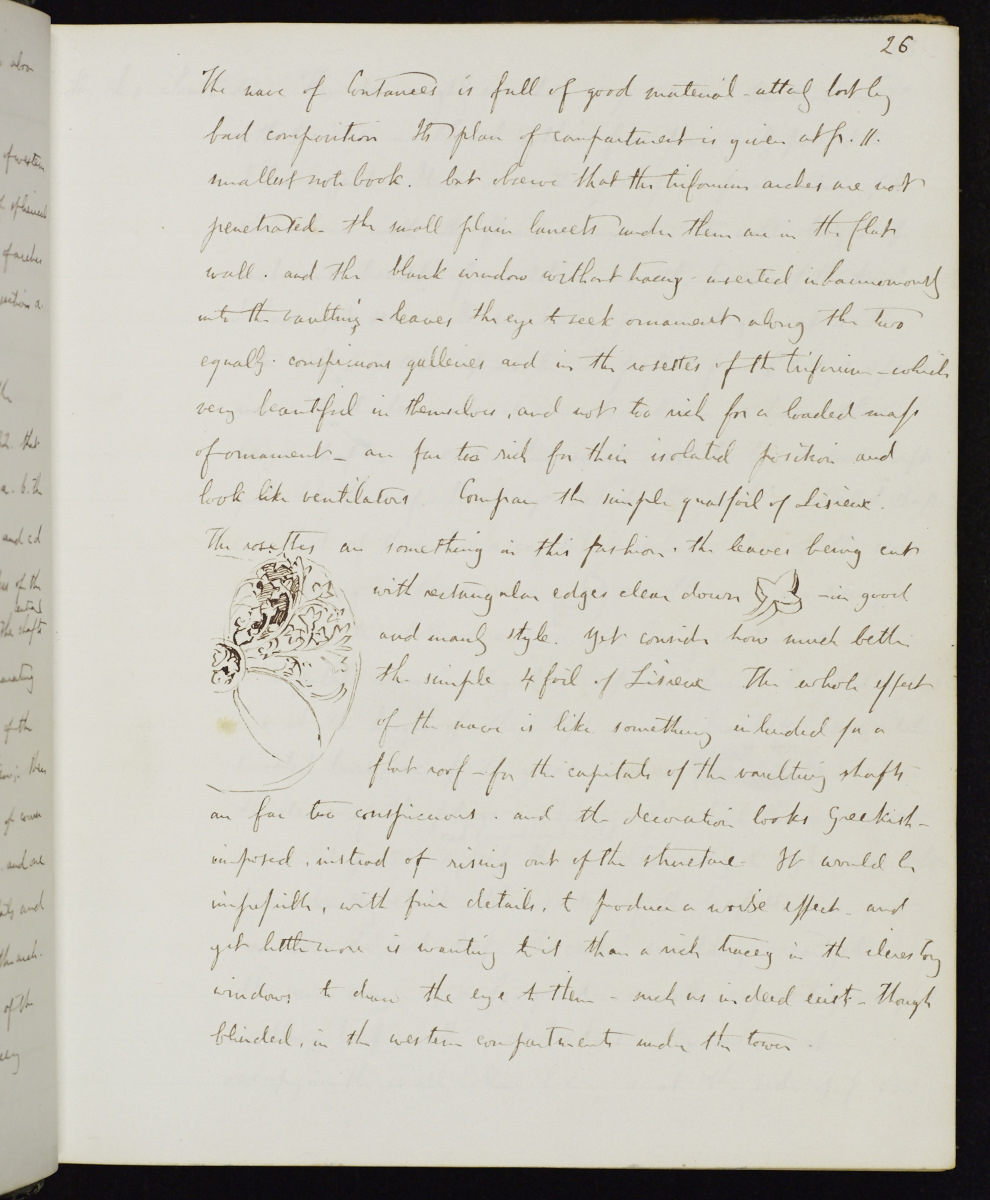 26
The nave of Coutances is full of good material - utterly lost by
bad composition Its plan of compartment is given at p. 11.
smallest note book. but observe that the triforium arches are not
penetrated - the small plain lancets under them are in the flat
wall. and the blank window without tracery - inserted inharmoniously
into the vaulting - leaves the eye to seek ornament along the two
equally conspicuous galleries and in the rosettes of the triforium - which
very beautiful in themselves, and not too rich for a loaded mass
of ornament - are far too rich for their isolated position and
look like ventilators Compare the simple quatfoil of Lisieux.
The rosettes are something in this fashion. the leaves being cut
with rectangular edges clear down - in good
and manly style. Yet consider how much better
the simple 4 foil of Lisieux The whole effect
of the nave is like something intended for a
flat roof - for the capitals of the vaulting shafts
are far too conspicuous. and the decoration looks Greekish -
imposed, instead of rising out of the structure - It would be
impossible, with fine details, to produce a worse effect - and
yet little more is wanting to it than a rich tracery in the clerestory
windows to draw the eye to them - such as indeed exist - though
blinded, in the western compartments under the tower.